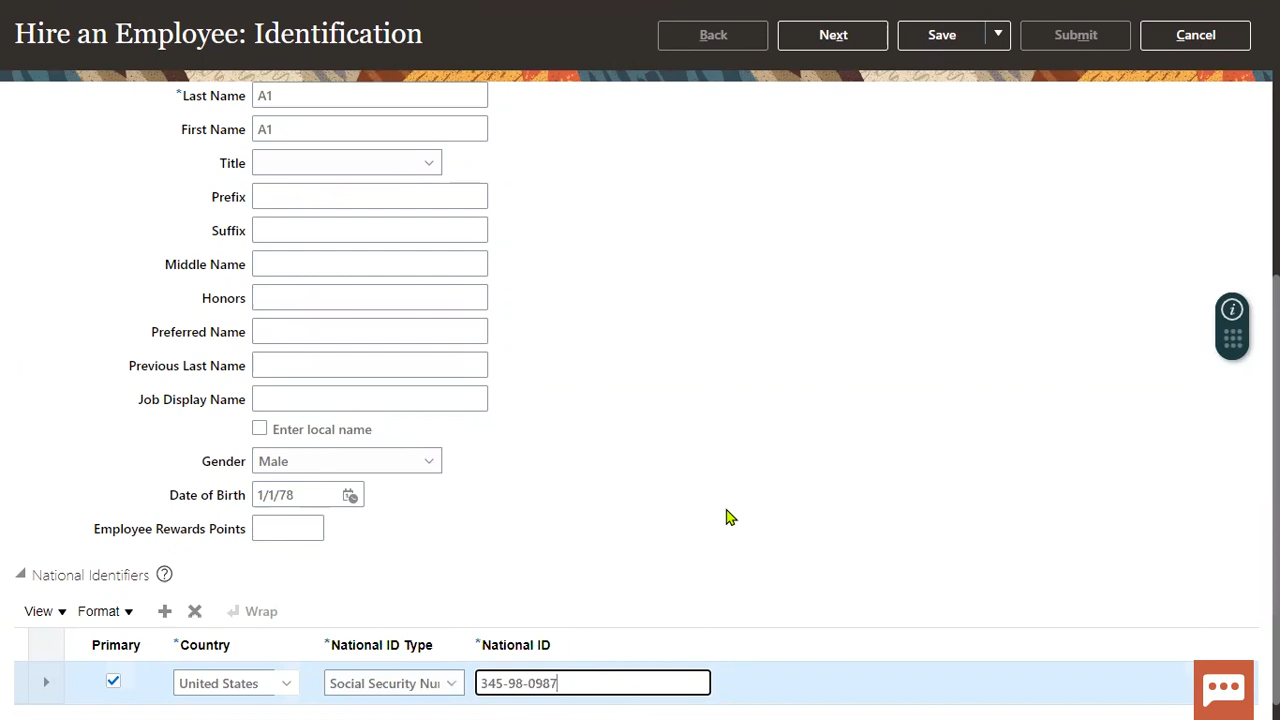 Hire an Employee: Identification
Back Next Save Submit Cancel
*Last Name A1
First Name A1
Title
Prefix
Suffix
Middle Name
Honors
Preferred Name
Previous Last Name
Job Display Name
Enter local name
Gender Male
Date of Birth 1/1/78
Employee Rewards Points
National Identifiers ?
View Format Wrap
Primary *Country *National ID Type *National ID
United States Social Security Nu 345-98-0987